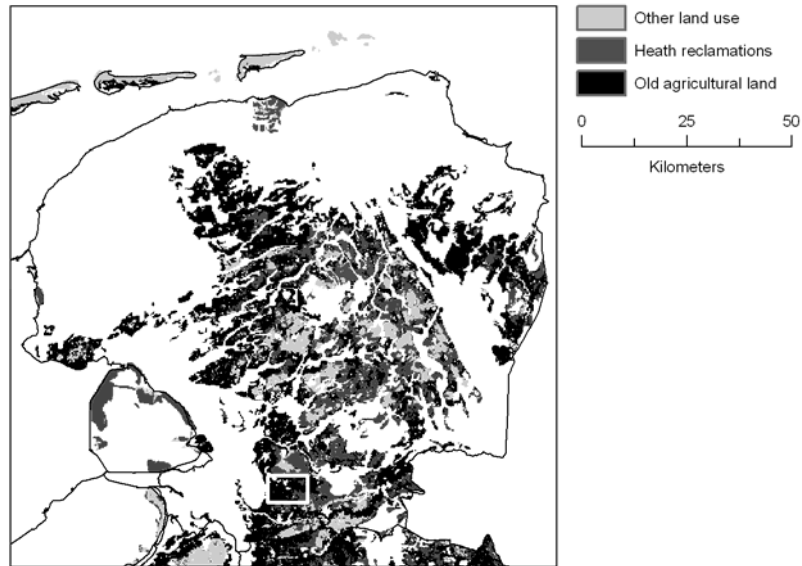 Other land use
Heath reclamations
Old agricultural land
0 25 50
Kilometers